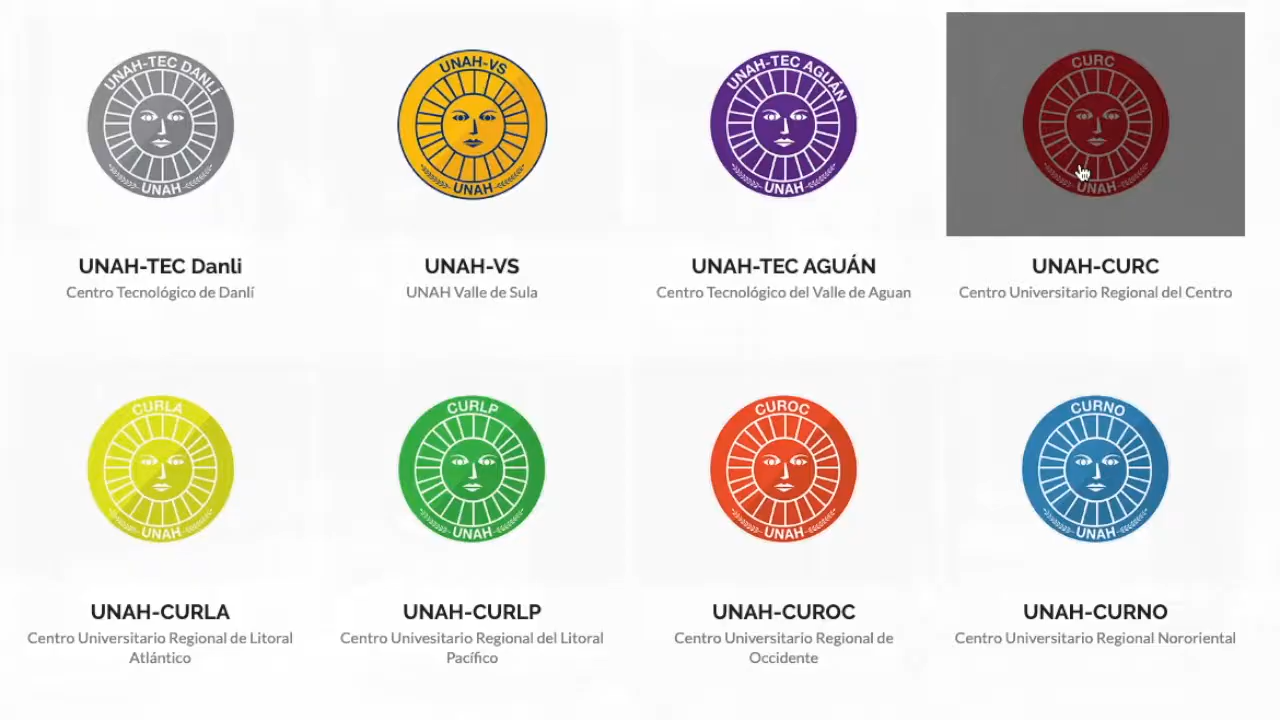 UNAH-TEC DANLÍ
UNAH
UNAH-VS
UNAH
UNAH-TEC AGUÁN
UNAH
CURC
UNAH
UNAH-TEC Danli
UNAH-VS
UNAH-TEC AGUÁN
UNAH-CURC
Centro Tecnológico de Danlí
UNAH Valle de Sula
Centro Tecnológico del Valle de Aguan
Centro Universitario Regional del Centro
CURLA
UNAH
CURLP
UNAH
CUROC
UNAH
CURNO
UNAH
UNAH-CURLA
UNAH-CURLP
UNAH-CUROC
UNAH-CURNO
Centro Universitario Regional de Litoral
Atlántico
Centro Univesitario Regional del Litoral
Pacífico
Centro Universitario Regional de
Occidente
Centro Universitario Regional Nororiental